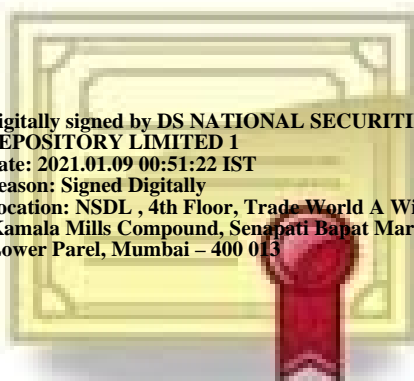 igitally signed by DS NATIONAL SECURITI
EPOSITORY LIMITED 1
ate: 2021.01.09 00:51:22 IST
eason: Signed Digitally
ocation: NSDL , 4th Floor, Trade World A Wi
Kamala Mills Compound, Senapati Bapat Mar
Lower Parel, Mumbai – 400 013